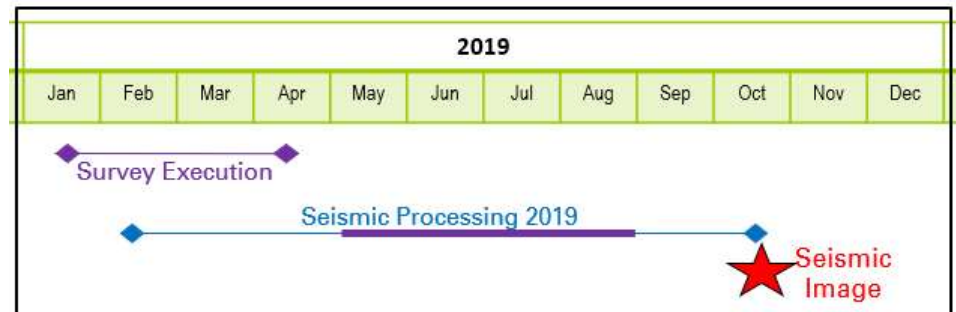 2019
Jan Feb Mar Apr May Jun Jul Aug Sep Oct Nov Dec
Survey Execution
Seismic Processing 2019
Seismic
Image